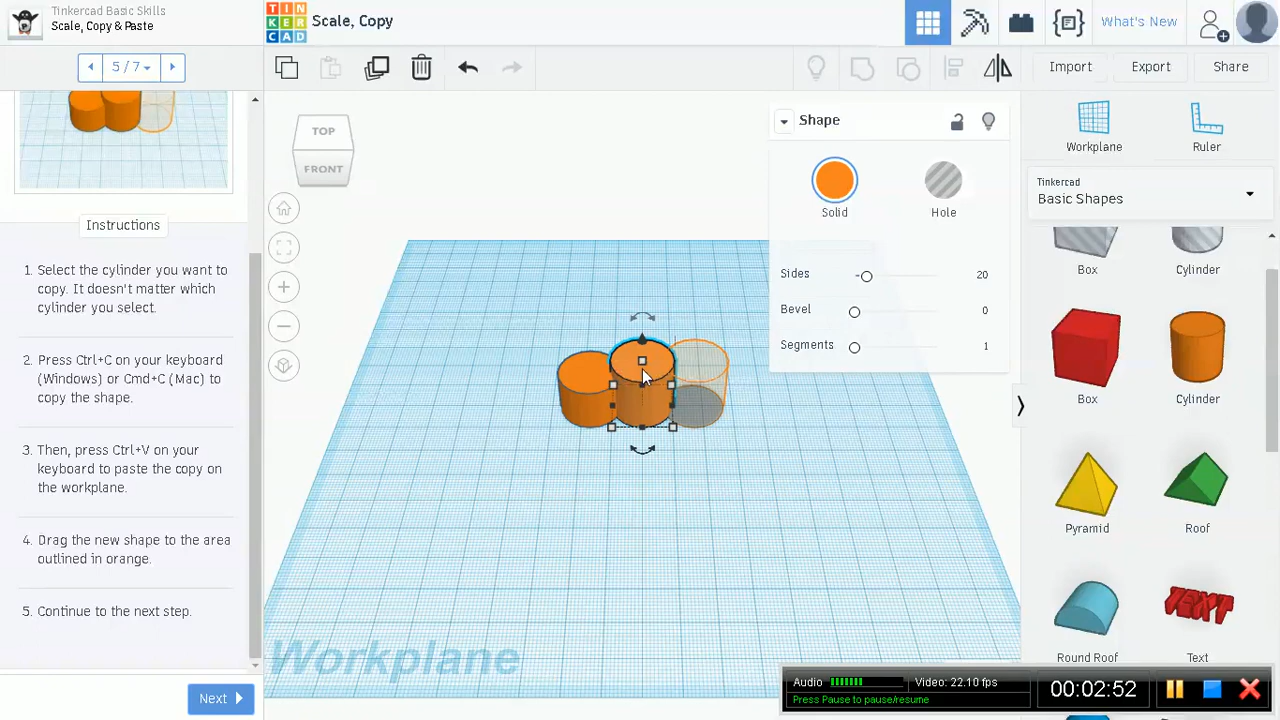 Tinkercad Basic Skills
Scale, Copy & Paste
5 / 7
Instructions
1. Select the cylinder you want to
copy. It doesn't matter which
cylinder you select.
2. Press Ctrl+C on your keyboard
(Windows) or Cmd+C (Mac) to
copy the shape.
3. Then, press Ctrl+V on your
keyboard to paste the copy on
the workplane.
4. Drag the new shape to the area
outlined in orange.
5. Continue to the next step.
Next
TIN
KER
CAD
Scale, Copy
What's New
Import
Export
Share
TOP
FRONT
Workplane
Shape
Solid
Hole
Sides
20
Bevel
0
Segments
1
Workplane
Ruler
Tinkercad
Basic Shapes
Box
Cylinder
Box
Cylinder
Pyramid
Roof
Round Roof
Text
TEXT
Audio
Video: 22.10 fps
Press Pause to pause/resume
00:02:52